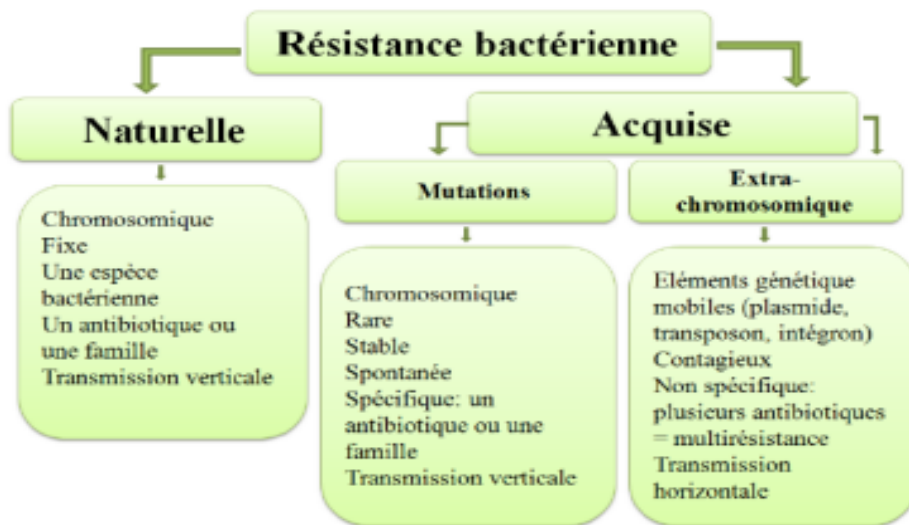 Résistance bactérienne
Naturelle
Acquise
Mutations
Extra-
chromosomique
Chromosomique
Fixe
Une espèce
bactérienne
Un antibiotique ou
une famille
Transmission verticale
Chromosomique
Rare
Stable
Spontanée
Spécifique: un
antibiotique ou une
famille
Transmission verticale
Eléments génétique
mobiles (plasmide,
transposon, intégron)
Contagieux
Non spécifique:
plusieurs antibiotiques
= multirésistance
Transmission
horizontale